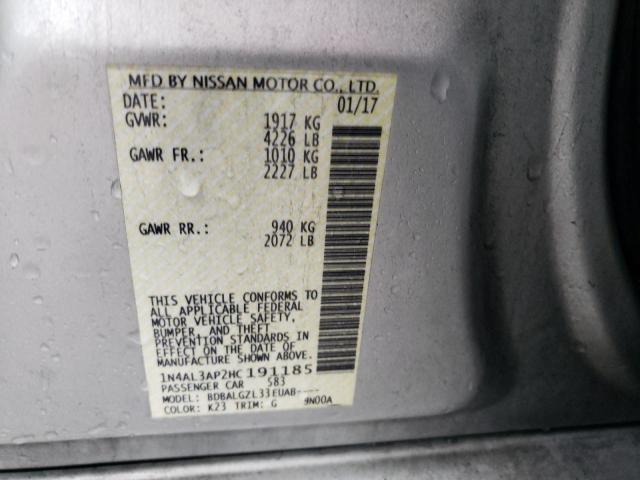 MFD BY NISSAN MOTOR CO., LTD.
DATE: 01/17
GVWR: 1917 KG
4226 LB
GAWR FR.: 1010 KG
2227 LB
GAWR RR.: 940 KG
2072 LB
THIS VEHICLE CONFORMS TO
ALL APPLICABLE FEDERAL
MOTOR VEHICLE SAFETY,
BUMPER, AND THEFT
PREVENTION STANDARDS
IN EFFECT ON THE DATE OF
MANUFACTURE SHOWN ABOVE.
1N4AL3AP2HC191185
PASSENGER CAR 583
MODEL: BDBALGZL33EUAB----
COLOR: K23 TRIM: G 9N00A